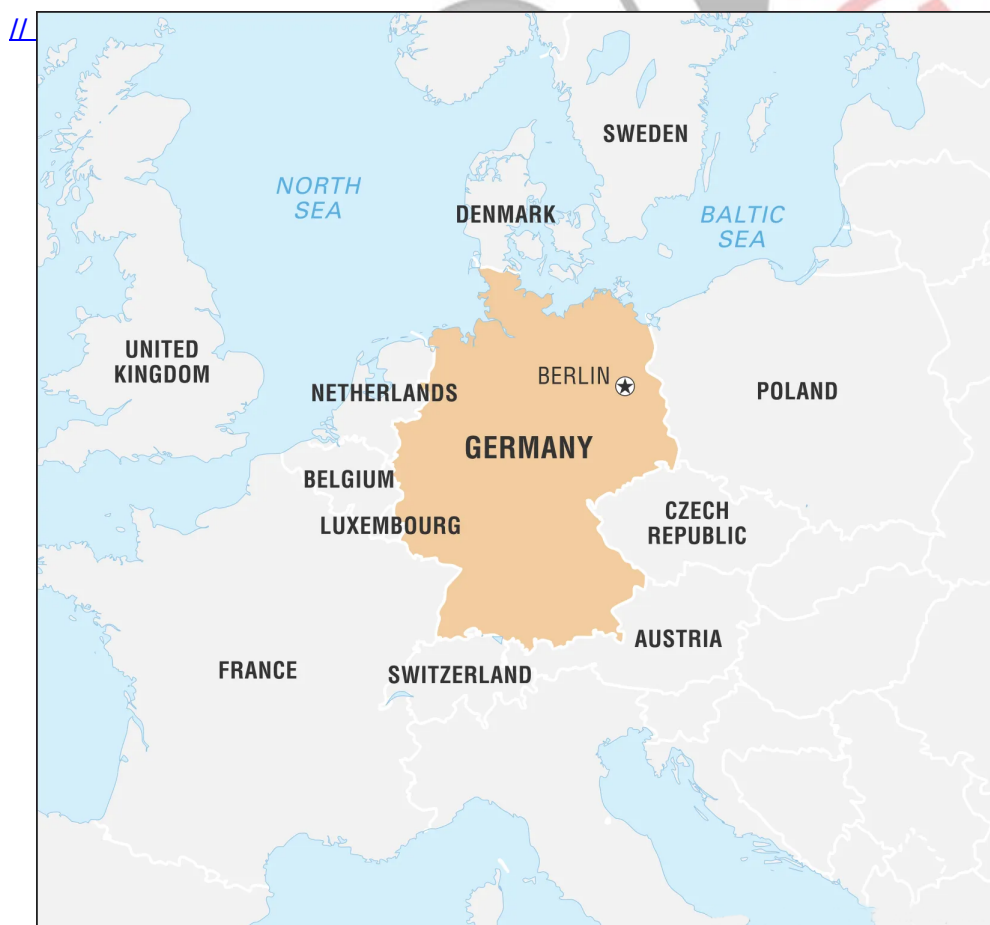 //
SWEDEN
NORTH
SEA
DENMARK
BALTIC
SEA
UNITED
KINGDOM
BERLIN
NETHERLANDS
POLAND
GERMANY
BELGIUM
CZECH
REPUBLIC
LUXEMBOURG
AUSTRIA
FRANCE
SWITZERLAND